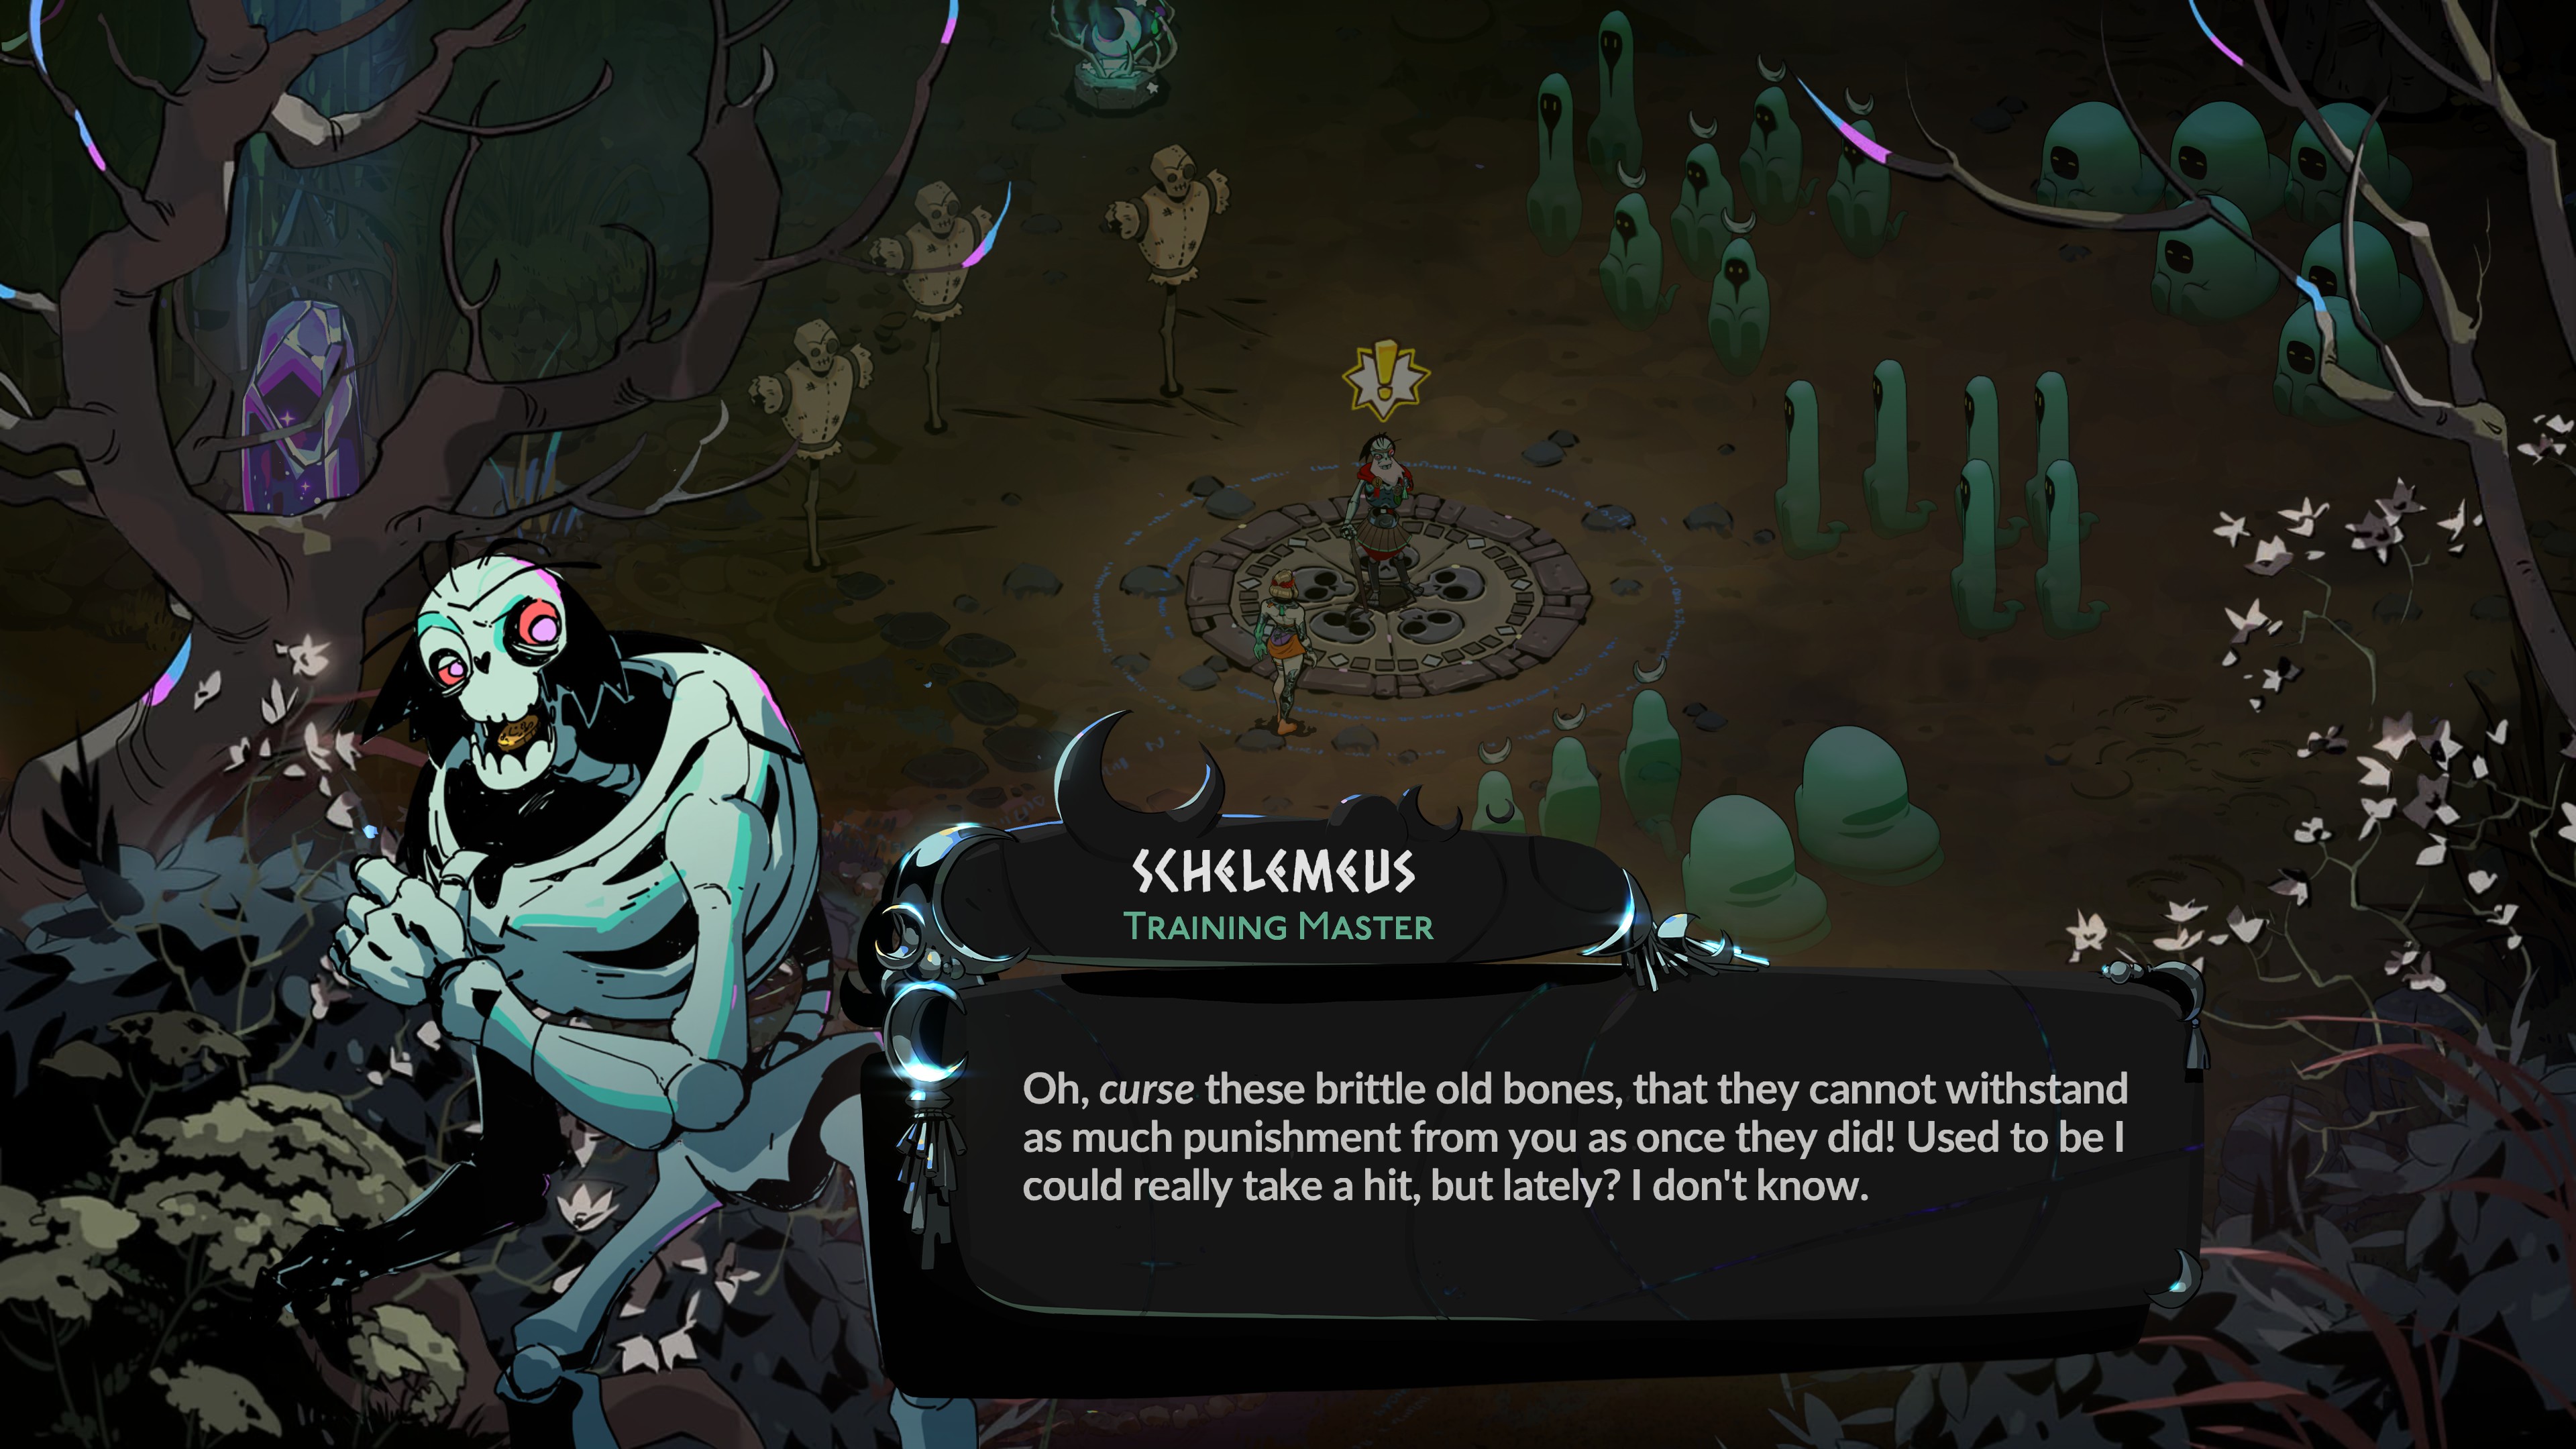 SCHELEMEUS
TRAINING MASTER
Oh, curse these brittle old bones, that they cannot withstand
as much punishment from you as once they did! Used to be I
could really take a hit, but lately? I don't know.